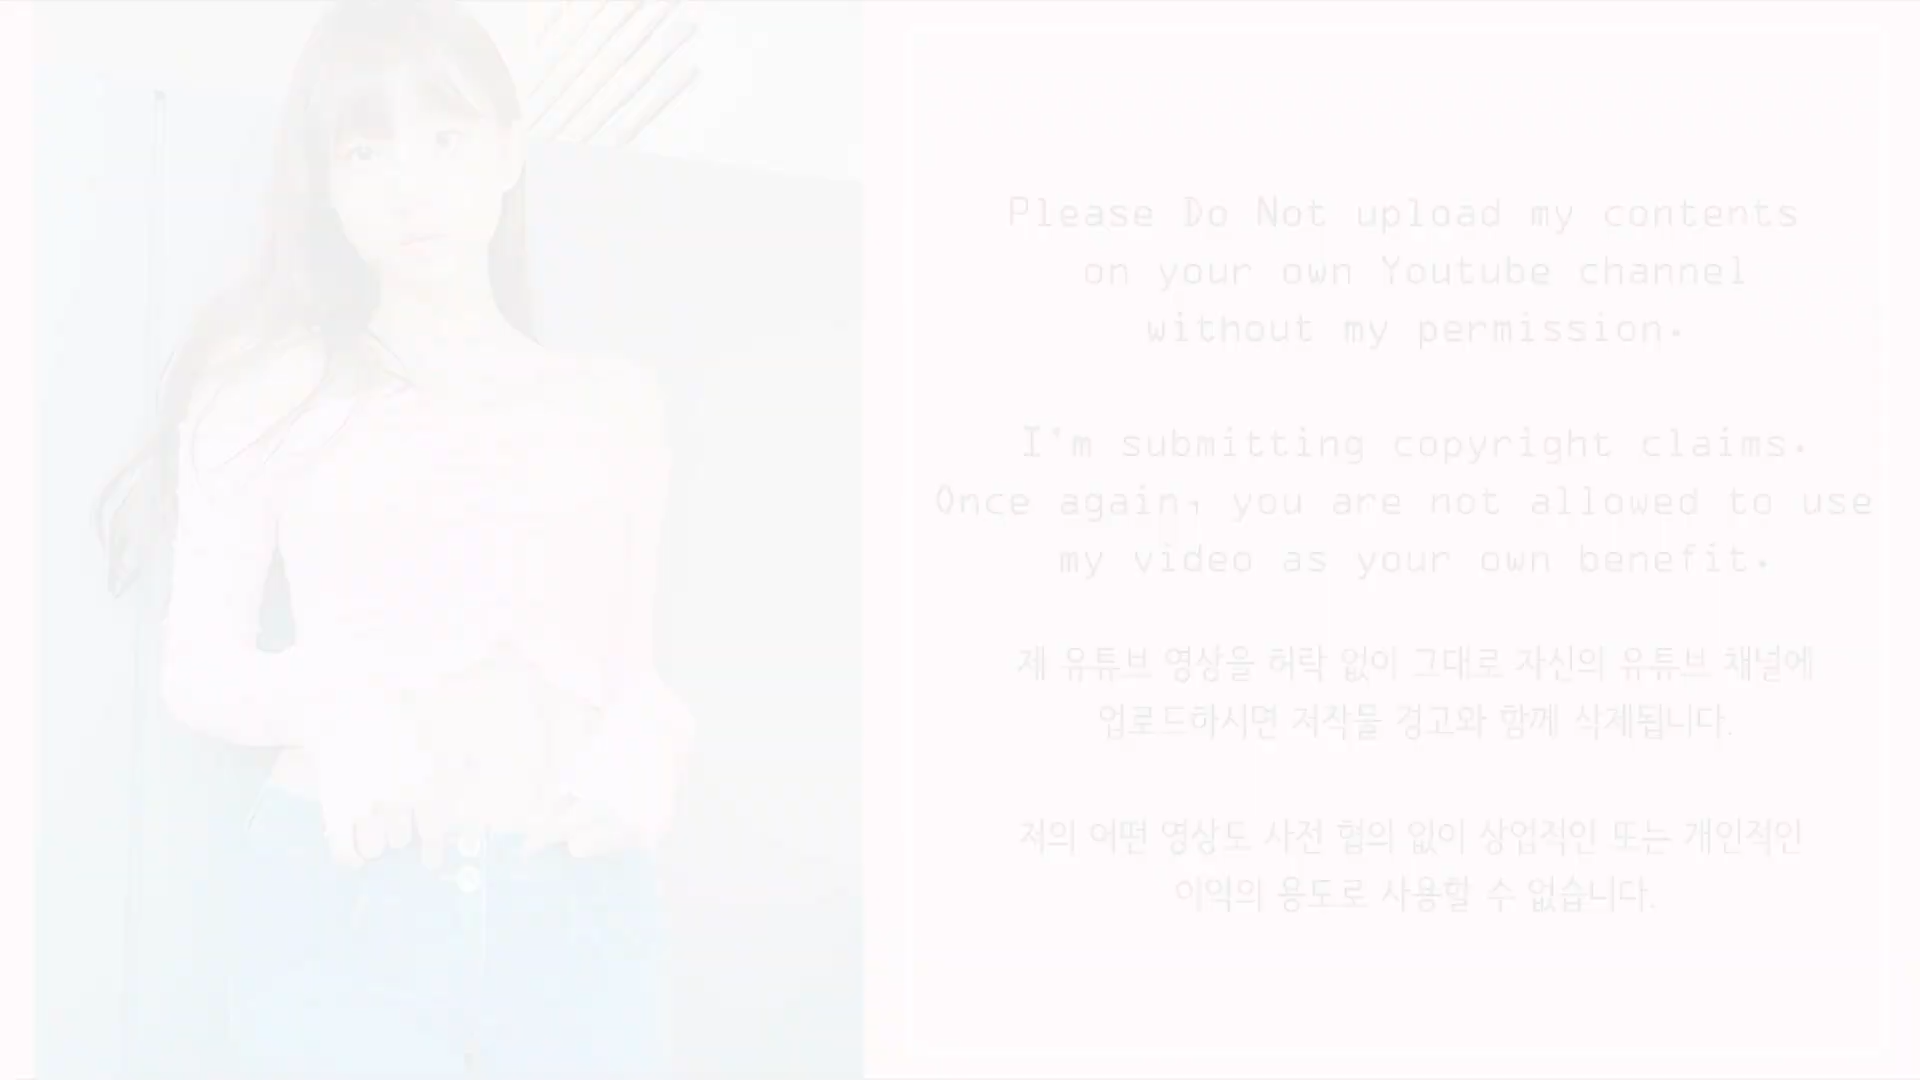 Please Do Not upload my contents
on your own Youtube channel
without my permission.
I'm submitting copyright claims.
Once again, you are not allowed to use
my video as your own benefit.
제 유튜브 영상을 허락 없이 그대로 자신의 유튜브 채널에
업로드하시면 저작물 경고와 함께 삭제됩니다.
저의 어떤 영상도 사전 협의 없이 상업적인 또는 개인적인
이익의 용도로 사용할 수 없습니다.